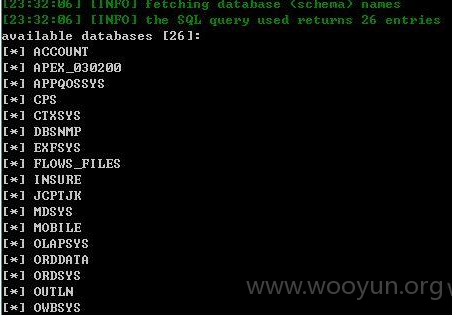 [23:32:06] [INFO] fetching database (schema) names
[23:32:06] [INFO] the SQL query used returns 26 entries
available databases [26]:
[*] ACCOUNT
[*] APEX_030200
[*] APPQOSSYS
[*] CPS
[*] CTXSYS
[*] DBSNMP
[*] EXFSYS
[*] FLOWS_FILES
[*] INSURE
[*] JCPTJK
[*] MDSYS
[*] MOBILE
[*] OLAPSYS
[*] ORDDATA
[*] ORDSYS
[*] OUTLN
[*] OWBSYS
www.wooyun.org